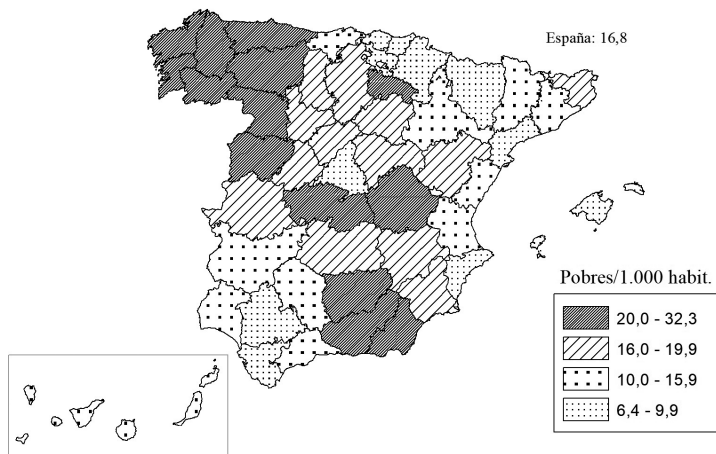 España: 16,8
Pobres/1.000 habit.
20,0 - 32,3
16,0 - 19,9
10,0 - 15,9
6,4 - 9,9